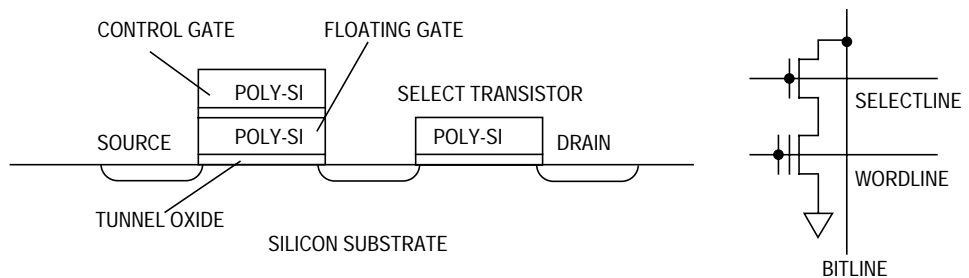 CONTROL GATE
FLOATING GATE
POLY-SI
SELECT TRANSISTOR
SELECTLINE
SOURCE
POLY-SI
POLY-SI
DRAIN
WORDLINE
TUNNEL OXIDE
SILICON SUBSTRATE
BITLINE